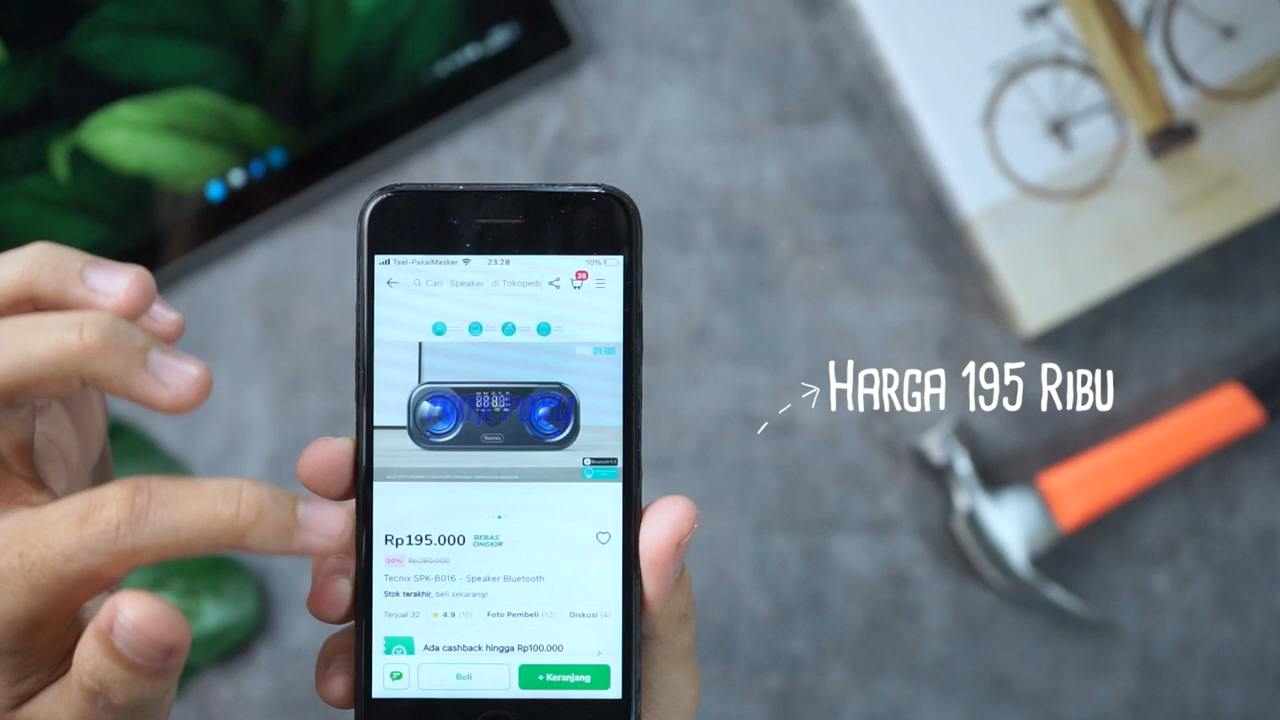 Tsel-PakaiMasker
23.28
10%
Cari "Speaker" di Tokopedi
38
Tecnix
Rp195.000
BEBAS
ONGKIR
30% Rp280.000
Tecnix SPK-B016 - Speaker Bluetooth
Stok terakhir, beli sekarang!
Terjual 32 4.9 (15) Foto Pembeli (12) Diskusi (4)
Ada cashback hingga Rp100.000
Beli
+ Keranjang
HARGA 195 RIBU